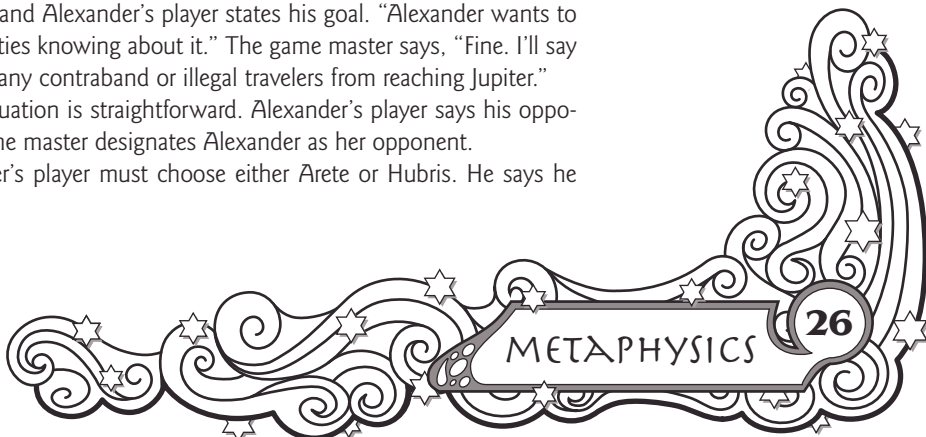 and Alexander's player states his goal. “Alexander wants to
ties knowing about it.” The game master says, “Fine. I'll say
any contraband or illegal travelers from reaching Jupiter.”
uation is straightforward. Alexander's player says his oppo-
ne master designates Alexander as her opponent.
er's player must choose either Arete or Hubris. He says he
METAPHYSICS
26